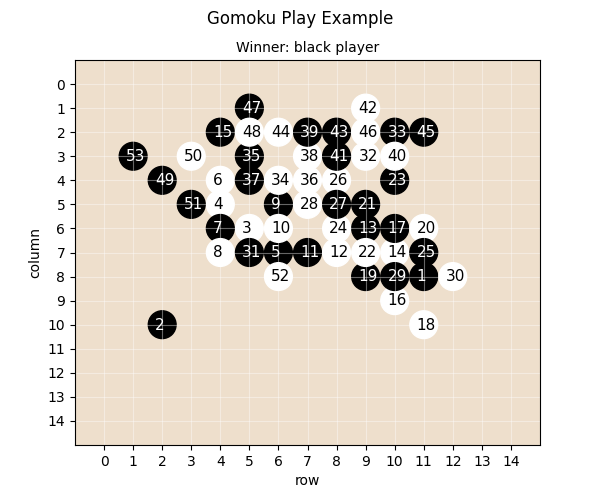 Gomoku Play Example
Winner: black player
0
1 47 42
2 15 48 44 39 43 46 33 45
3 53 50 35 38 41 32 40
4 49 6 37 34 36 26 23
5 51 4 9 28 27 21
6 7 3 10 24 13 17 20
7 8 31 5 11 12 22 14 25
8 52 19 29 1 30
9 16
10 2 18
11
12
13
14
column
0 1 2 3 4 5 6 7 8 9 10 11 12 13 14
row